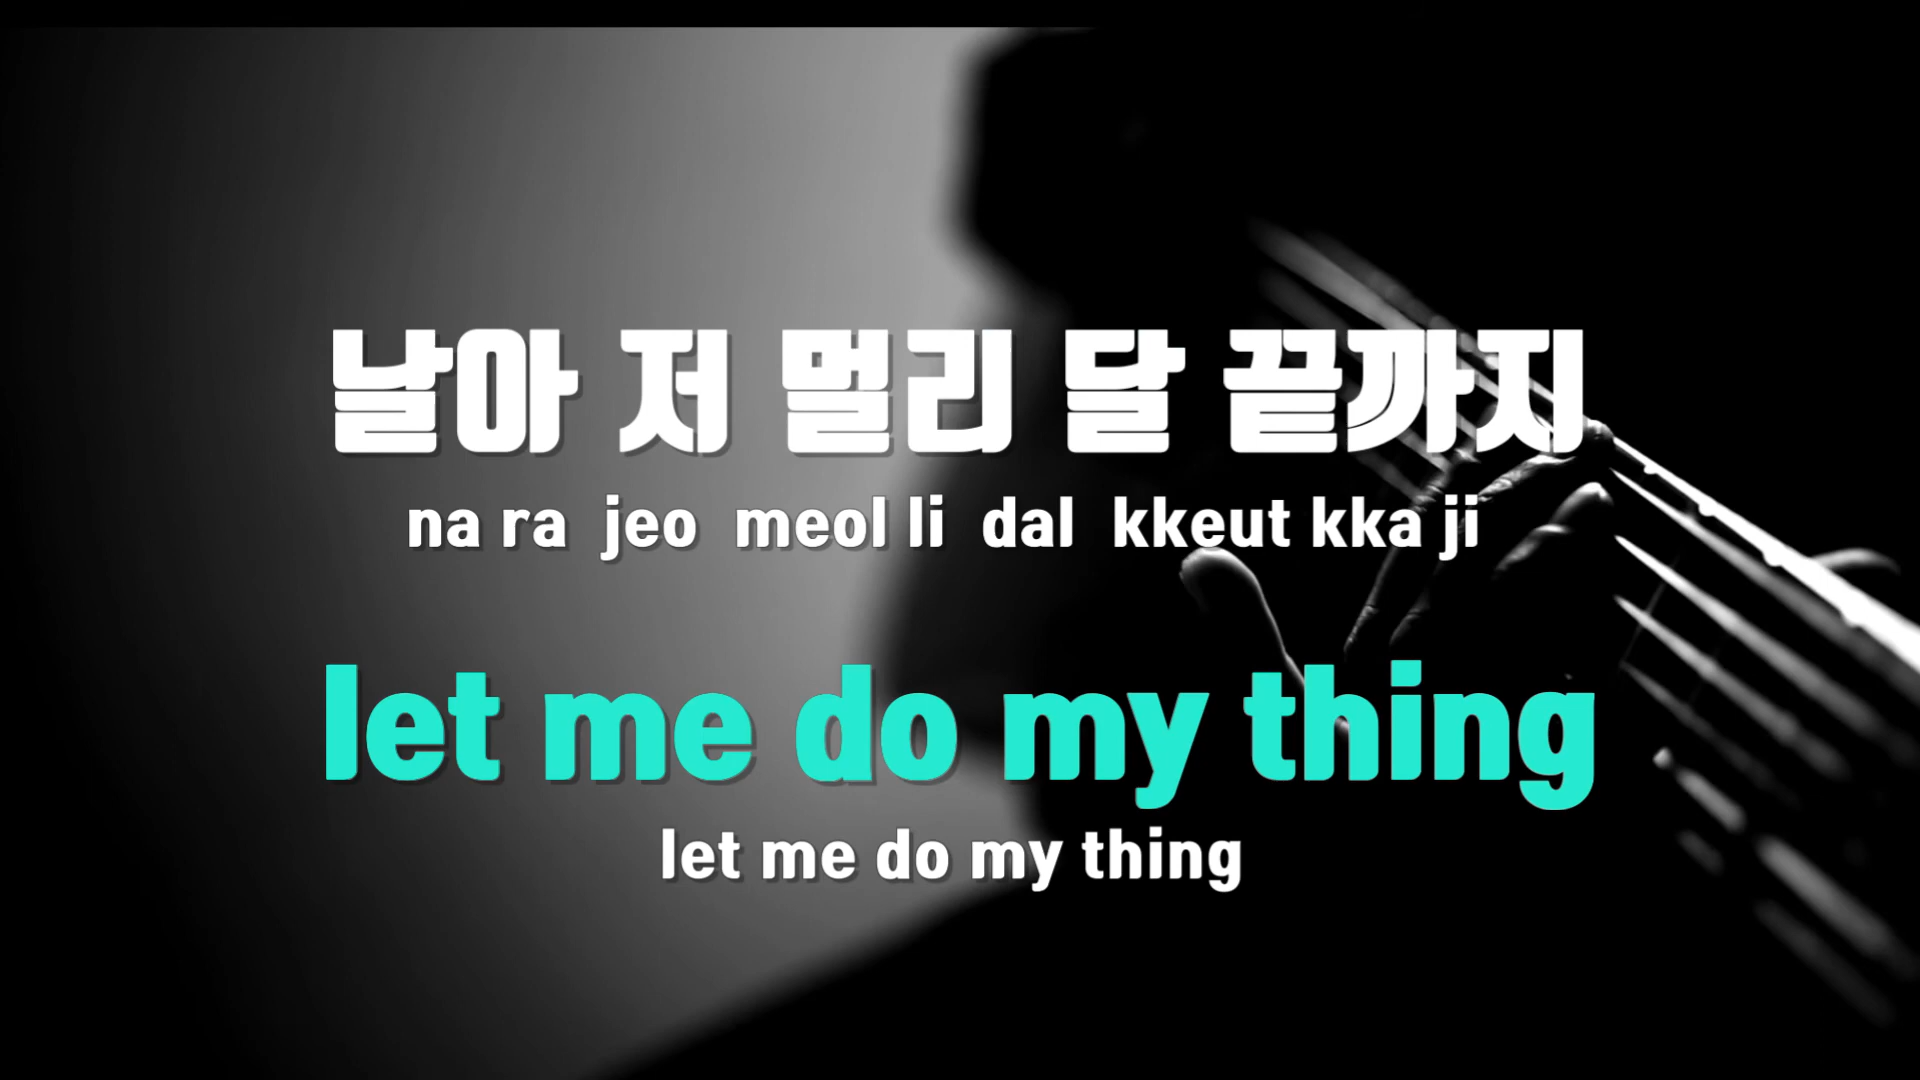 날아 저 멀리 달 끝까지
na ra jeo meol li dal kkeut kka ji
let me do my thing
let me do my thing